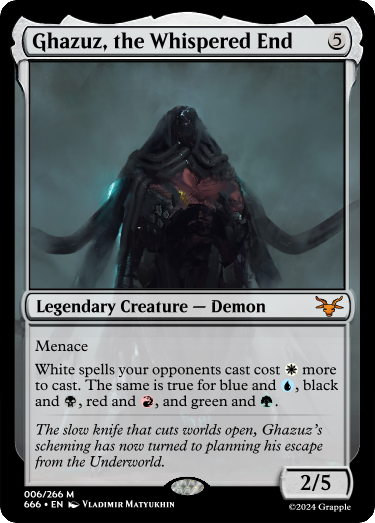 Ghazuz, the Whispered End 5
Legendary Creature — Demon
Menace
White spells your opponents cast cost more
to cast. The same is true for blue and , black
and , red and , and green and .
The slow knife that cuts worlds open, Ghazuz’s
scheming has now turned to planning his escape
from the Underworld.
2/5
006/266 M
666 • EN Vladimir Matyukhin
©2024 Grapple